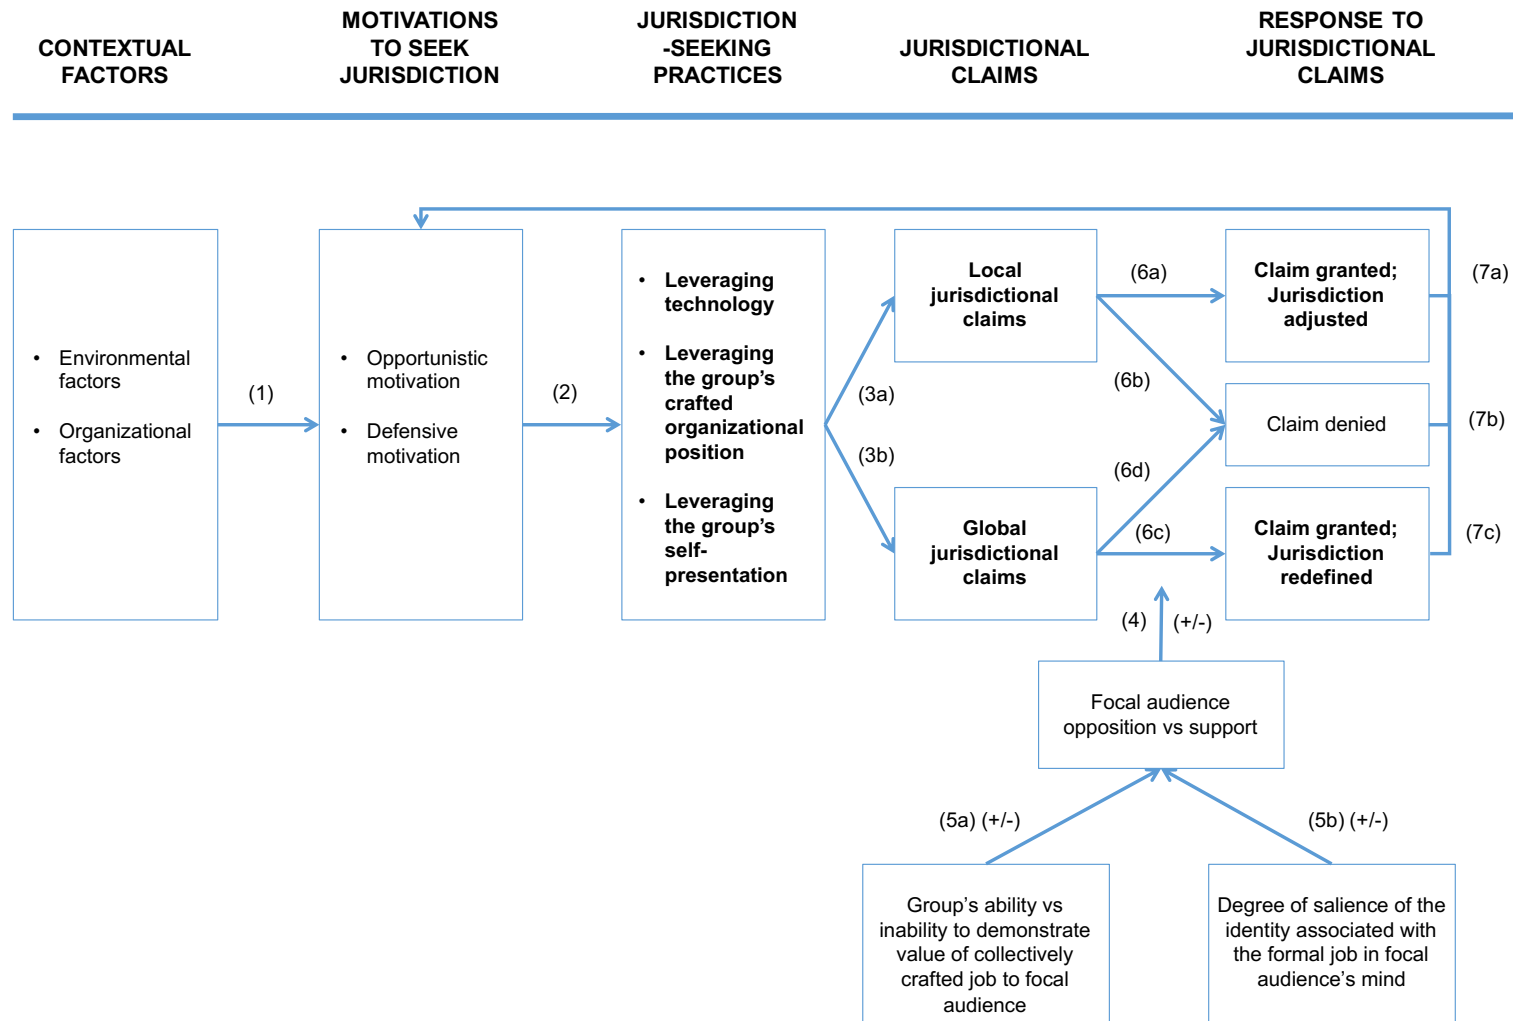 CONTEXTUAL
FACTORS
MOTIVATIONS
TO SEEK
JURISDICTION
JURISDICTION
-SEEKING
PRACTICES
JURISDICTIONAL
CLAIMS
RESPONSE TO
JURISDICTIONAL
CLAIMS
• Environmental
factors
• Organizational
factors
(1)
• Opportunistic
motivation
• Defensive
motivation
(2)
• Leveraging
technology
• Leveraging
the group’s
crafted
organizational
position
• Leveraging
the group’s
self-
presentation
(3a)
(3b)
Local
jurisdictional
claims
Global
jurisdictional
claims
(6a)
(6b)
(6d)
(6c)
Claim granted;
Jurisdiction
adjusted
Claim denied
Claim granted;
Jurisdiction
redefined
(7a)
(7b)
(7c)
(4) (+/-)
Focal audience
opposition vs support
(5a) (+/-)
(5b) (+/-)
Group’s ability vs
inability to demonstrate
value of collectively
crafted job to focal
audience
Degree of salience of the
identity associated with
the formal job in focal
audience’s mind